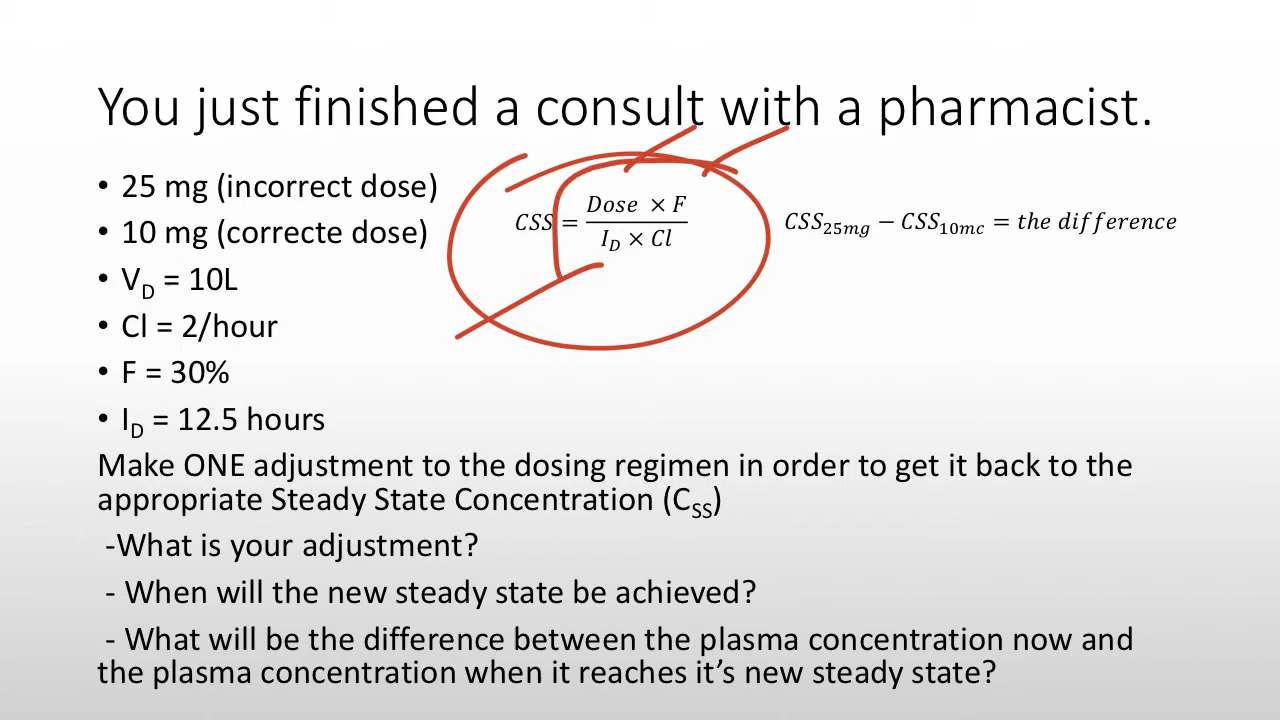 You just finished a consult with a pharmacist.
• 25 mg (incorrect dose)
• 10 mg (correcte dose)
• V_D = 10L
• Cl = 2/hour
• F = 30%
• I_D = 12.5 hours
CSS = (Dose × F) / (I_D × Cl)
CSS_25mg − CSS_10mc = the difference
Make ONE adjustment to the dosing regimen in order to get it back to the
appropriate Steady State Concentration (C_SS)
-What is your adjustment?
- When will the new steady state be achieved?
- What will be the difference between the plasma concentration now and
the plasma concentration when it reaches it’s new steady state?